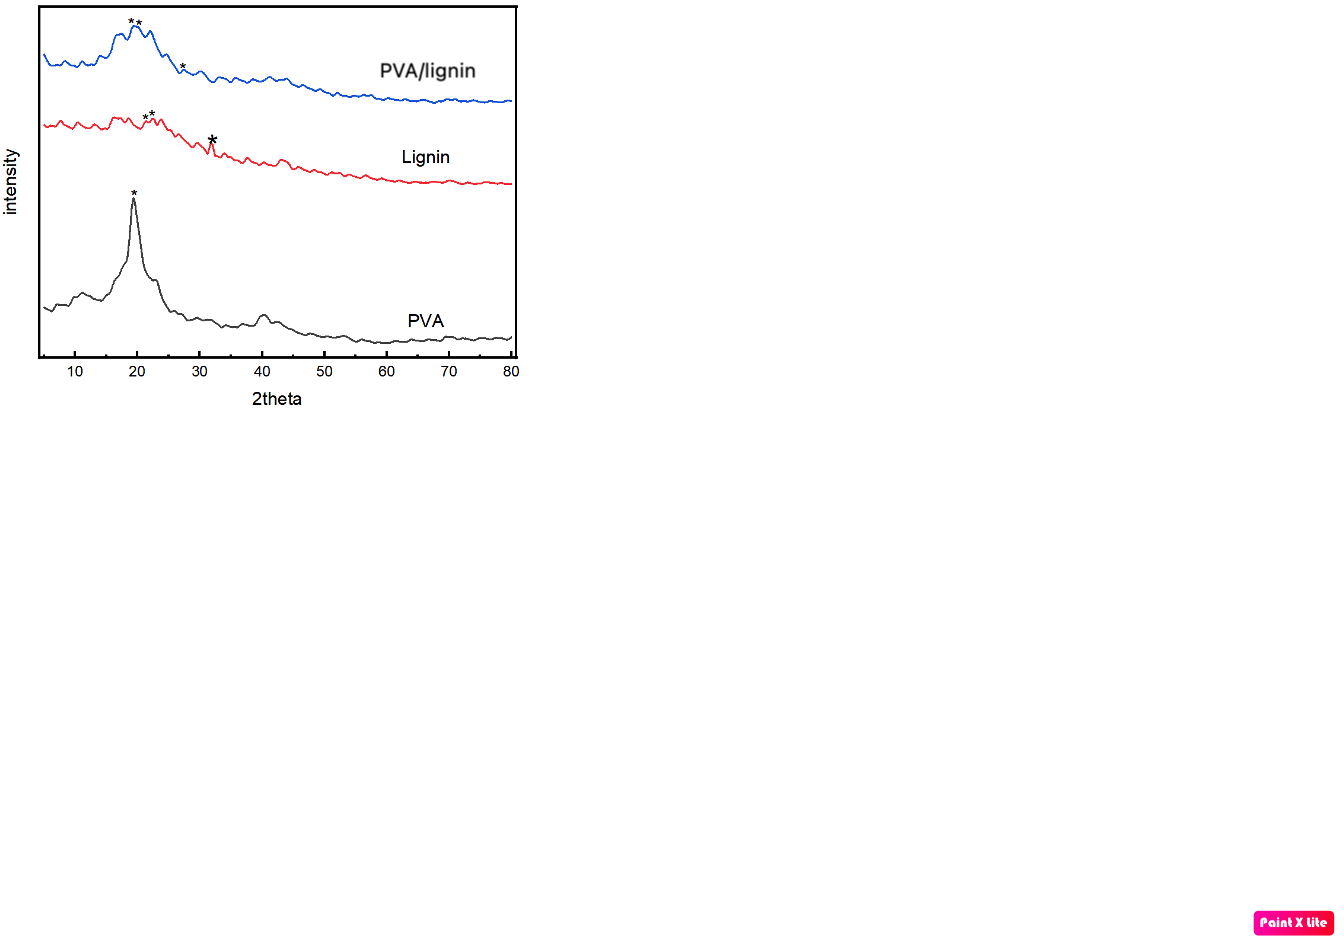 * *
*
PVA/lignin
* *
*
Lignin
intensity
*
PVA
10 20 30 40 50 60 70 80
2theta
Paint X Lite